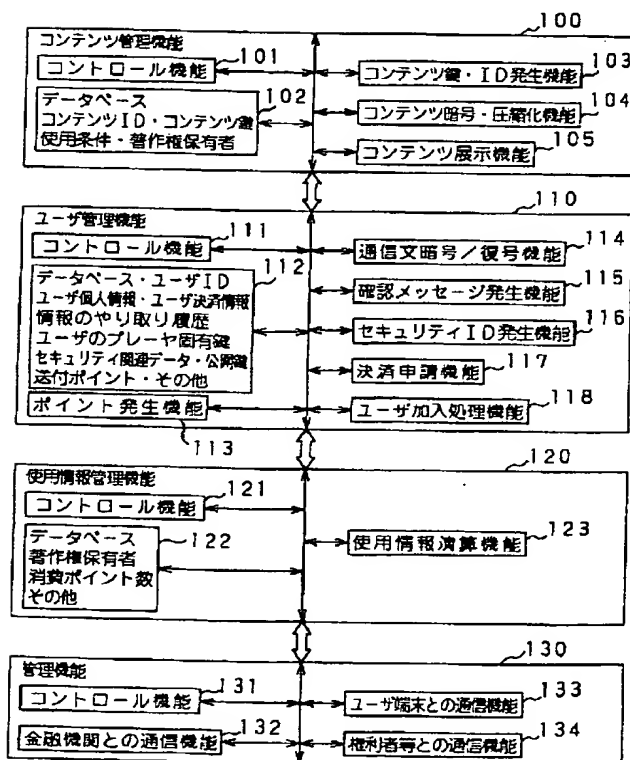 100
コンテンツ管理機能
コントロール機能
101
データベース
コンテンツID・コンテンツ鍵
使用条件・著作権保有者
102
コンテンツ鍵・ID発生機能
103
コンテンツ暗号・圧縮化機能
104
コンテンツ展示機能
105
110
ユーザ管理機能
コントロール機能
111
データベース・ユーザID
ユーザ個人情報・ユーザ決済情報
情報のやり取り履歴
ユーザのプレーヤ固有鍵
セキュリティ関連データ・公開鍵
送付ポイント・その他
112
ポイント発生機能
113
通信文暗号/復号機能
114
確認メッセージ発生機能
115
セキュリティID発生機能
116
決済申請機能
117
ユーザ加入処理機能
118
120
使用情報管理機能
コントロール機能
121
データベース
著作権保有者
消費ポイント数
その他
122
使用情報演算機能
123
130
管理機能
コントロール機能
131
金融機関との通信機能
132
ユーザ端末との通信機能
133
権利者等との通信機能
134